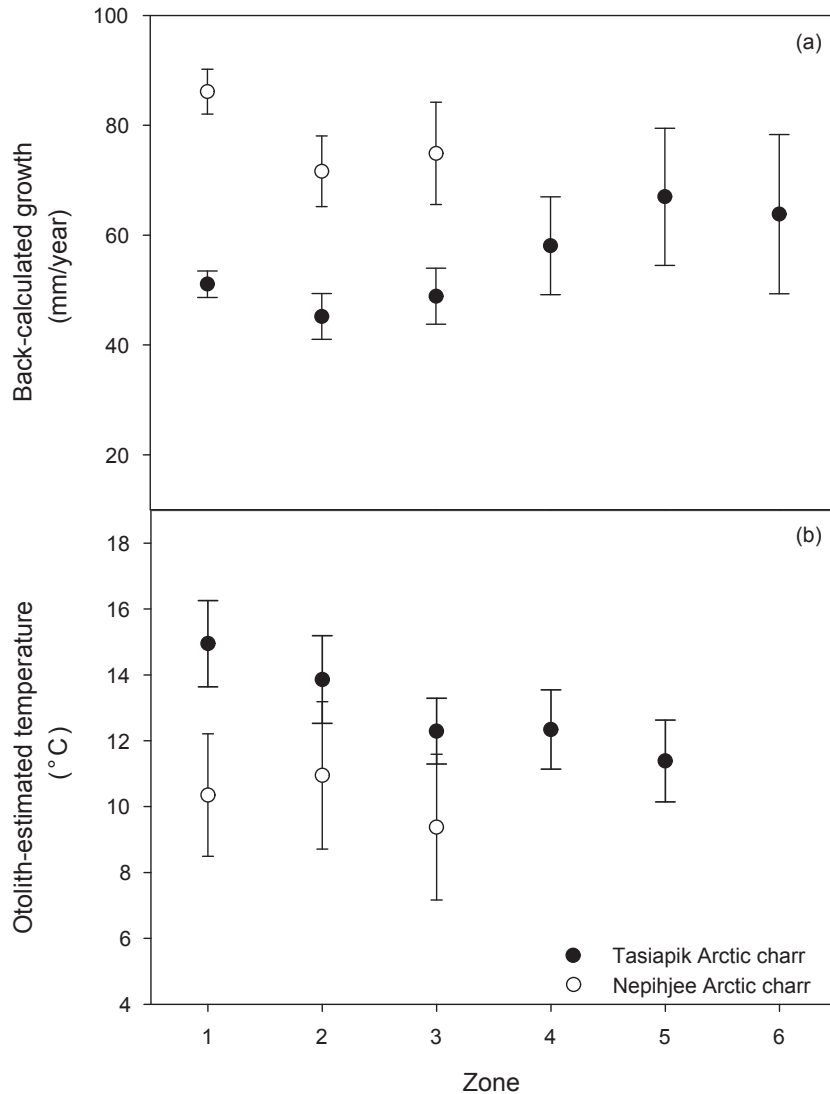 100
(a)
80
60
40
20
Back-calculated growth
(mm/year)
18
(b)
16
14
12
10
8
6
4
Otolith-estimated temperature
(°C)
Tasiapik Arctic charr
Nepihjee Arctic charr
1 2 3 4 5 6
Zone